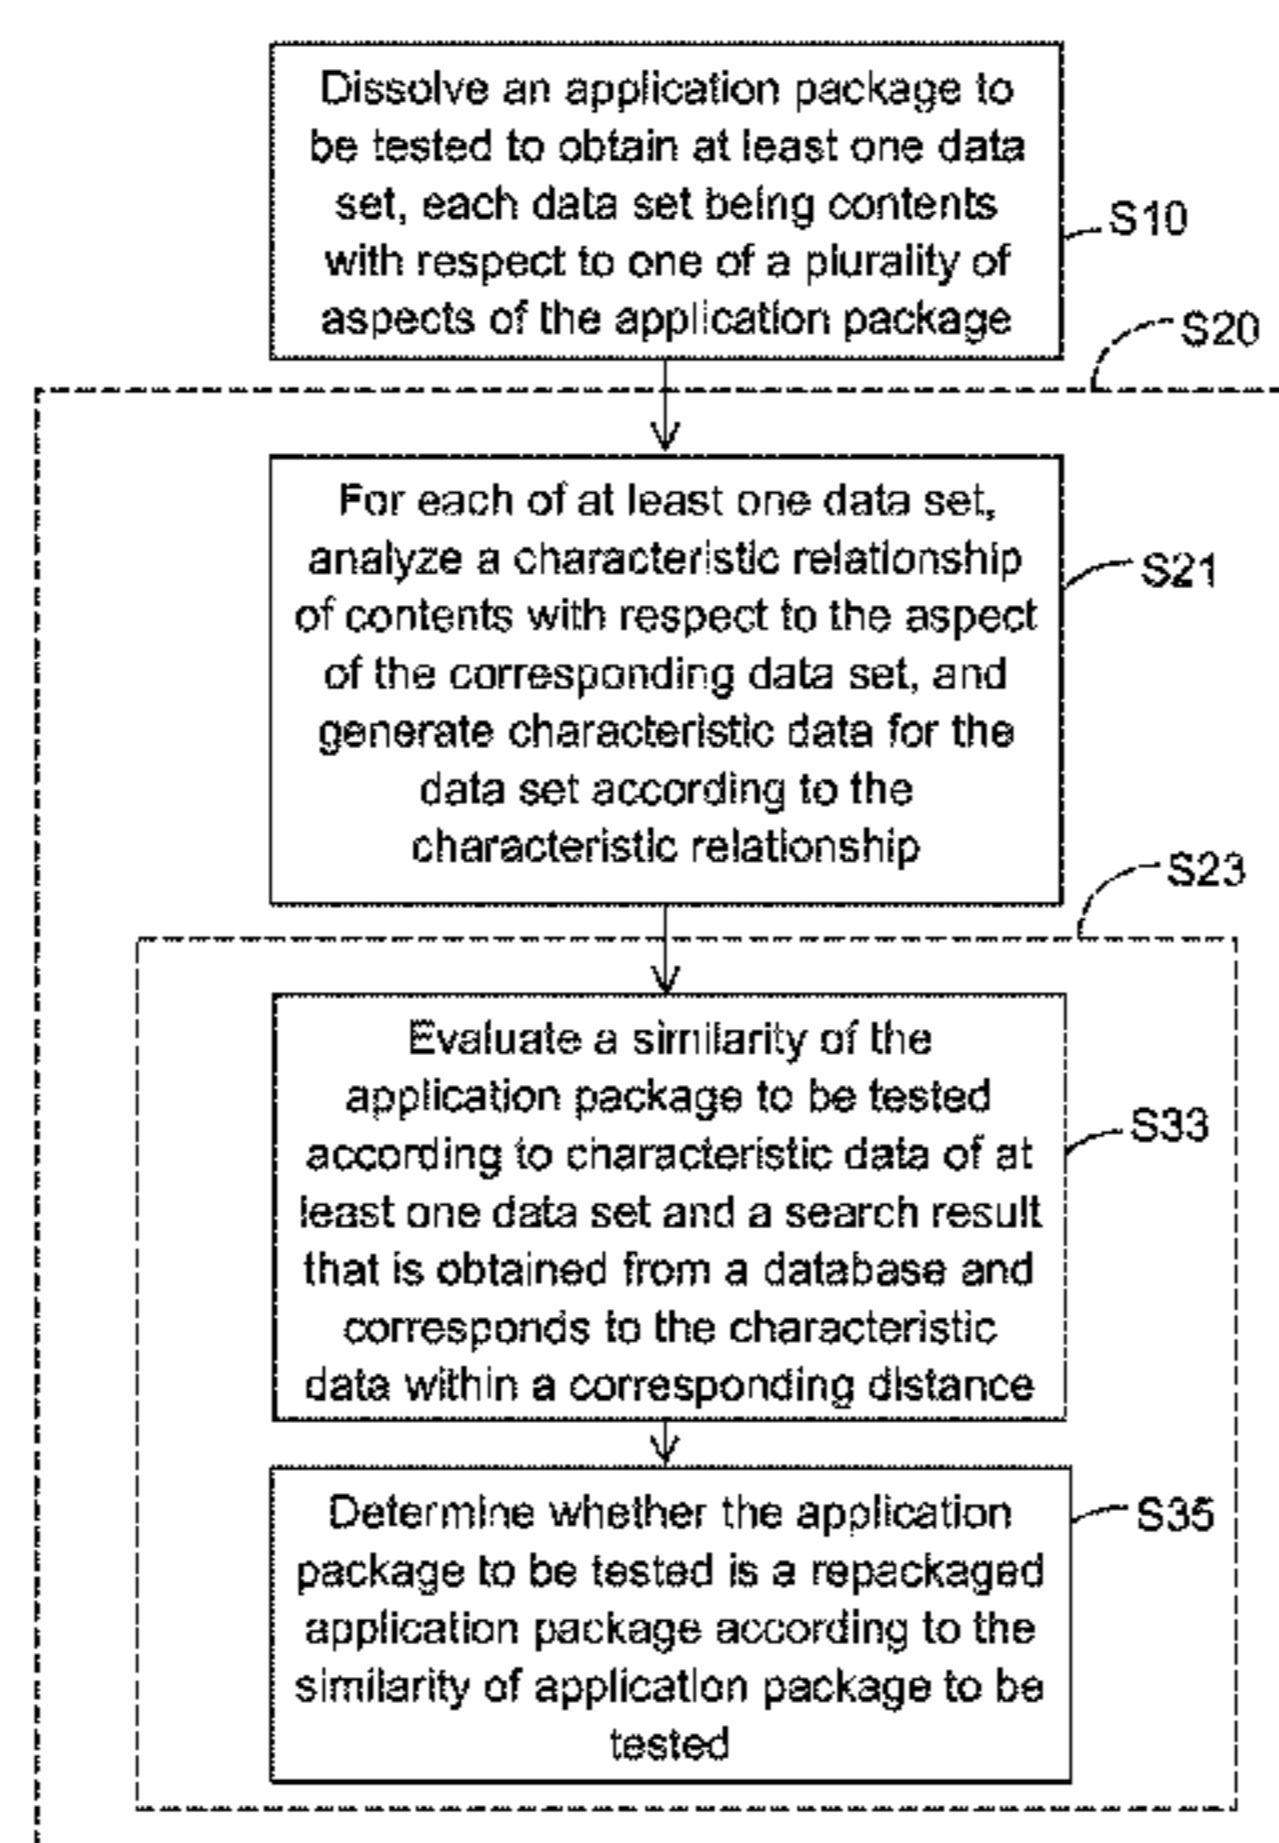 Dissolve an application package to
be tested to obtain at least one data
set, each data set being contents
with respect to one of a plurality of
aspects of the application package
S10
S20
For each of at least one data set,
analyze a characteristic relationship
of contents with respect to the aspect
of the corresponding data set, and
generate characteristic data for the
data set according to the
characteristic relationship
S21
S23
Evaluate a similarity of the
application package to be tested
according to characteristic data of at
least one data set and a search result
that is obtained from a database and
corresponds to the characteristic
data within a corresponding distance
S33
Determine whether the application
package to be tested is a repackaged
application package according to the
similarity of application package to be
tested
S35